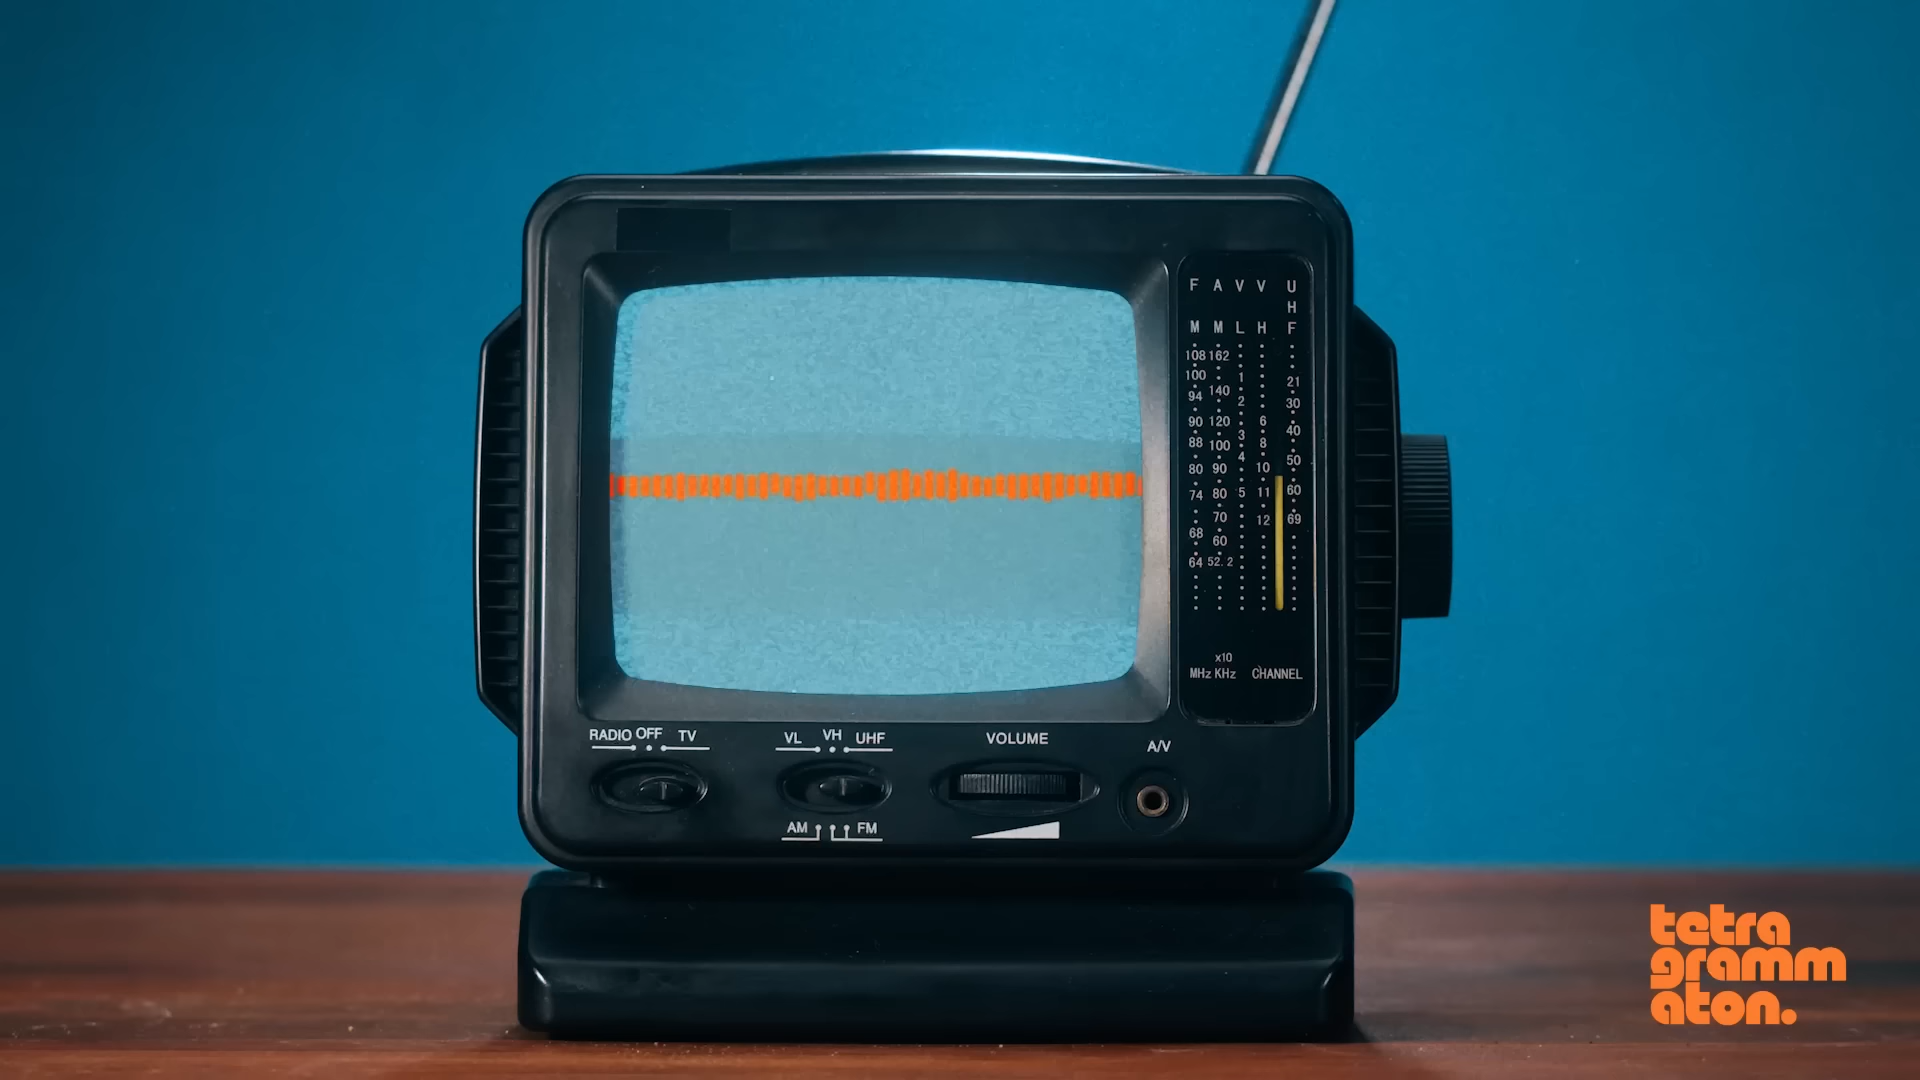 F A V V U
H
M M L H F
108 162
100
1
21
94 140
2
30
90 120
6
40
88 100
3
8
4
50
80 90
10
74 80 5 11 60
70
12 69
68
60
64 52.2
x10
MHz KHz CHANNEL
RADIO OFF TV
VL VH UHF
VOLUME
A/V
AM FM
tetra
gramm
aton.